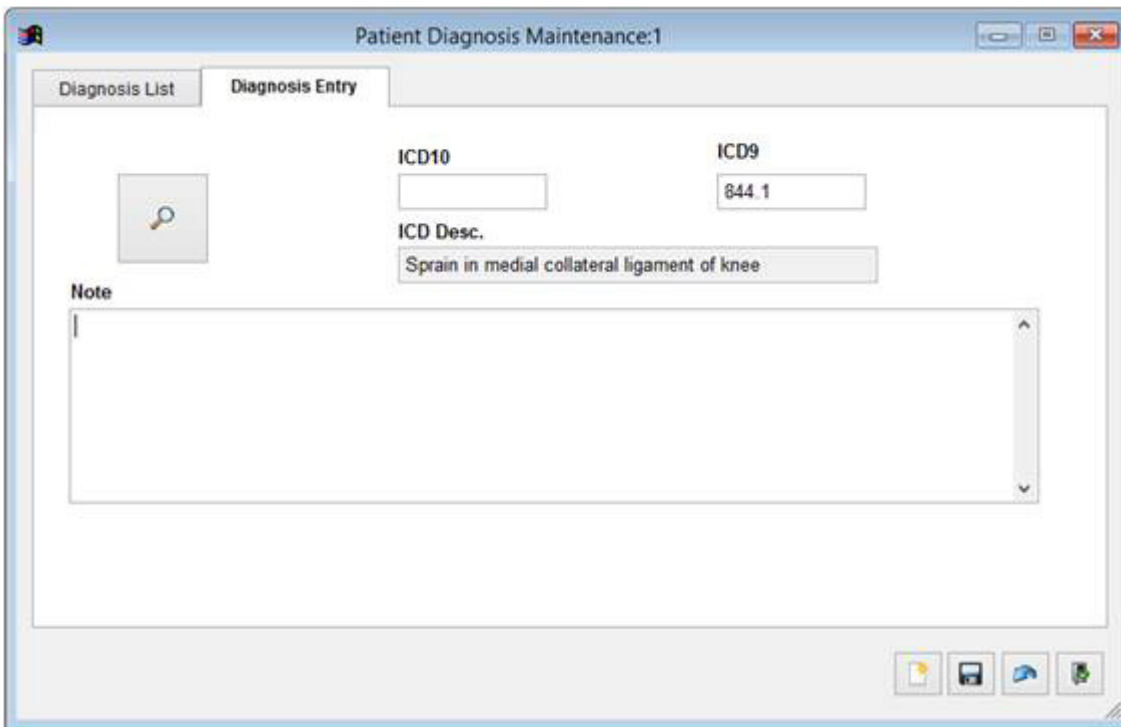 Patient Diagnosis Maintenance:1
Diagnosis List
Diagnosis Entry
ICD10
ICD9
844.1
ICD Desc.
Sprain in medial collateral ligament of knee
Note